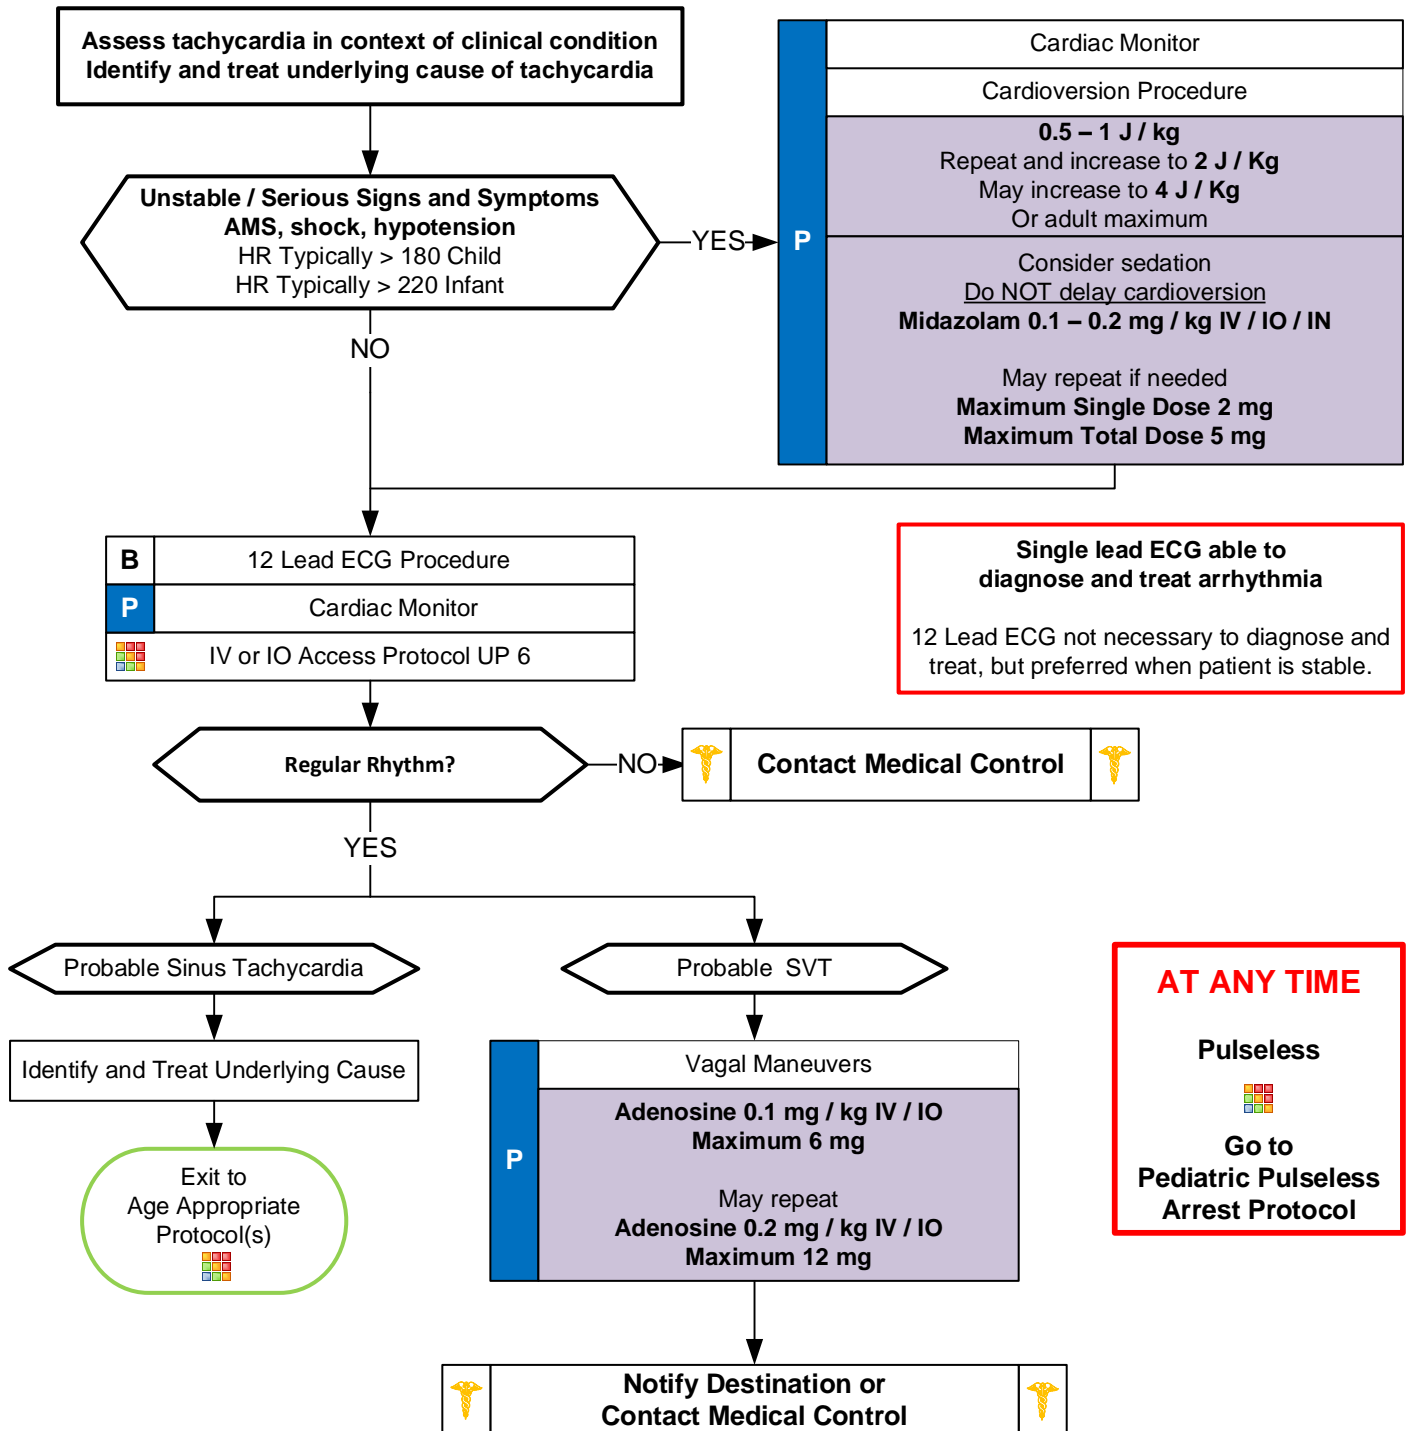 Assess tachycardia in context of clinical condition
Identify and treat underlying cause of tachycardia
Unstable / Serious Signs and Symptoms
AMS, shock, hypotension
HR Typically > 180 Child
HR Typically > 220 Infant
YES
NO
P
Cardiac Monitor
Cardioversion Procedure
0.5 – 1 J / kg
Repeat and increase to 2 J / Kg
May increase to 4 J / Kg
Or adult maximum
Consider sedation
Do NOT delay cardioversion
Midazolam 0.1 – 0.2 mg / kg IV / IO / IN
May repeat if needed
Maximum Single Dose 2 mg
Maximum Total Dose 5 mg
B
12 Lead ECG Procedure
P
Cardiac Monitor
IV or IO Access Protocol UP 6
Single lead ECG able to
diagnose and treat arrhythmia
12 Lead ECG not necessary to diagnose and
treat, but preferred when patient is stable.
Regular Rhythm?
NO
Contact Medical Control
YES
Probable Sinus Tachycardia
Identify and Treat Underlying Cause
Exit to
Age Appropriate
Protocol(s)
Probable SVT
P
Vagal Maneuvers
Adenosine 0.1 mg / kg IV / IO
Maximum 6 mg
May repeat
Adenosine 0.2 mg / kg IV / IO
Maximum 12 mg
AT ANY TIME
Pulseless
Go to
Pediatric Pulseless
Arrest Protocol
Notify Destination or
Contact Medical Control